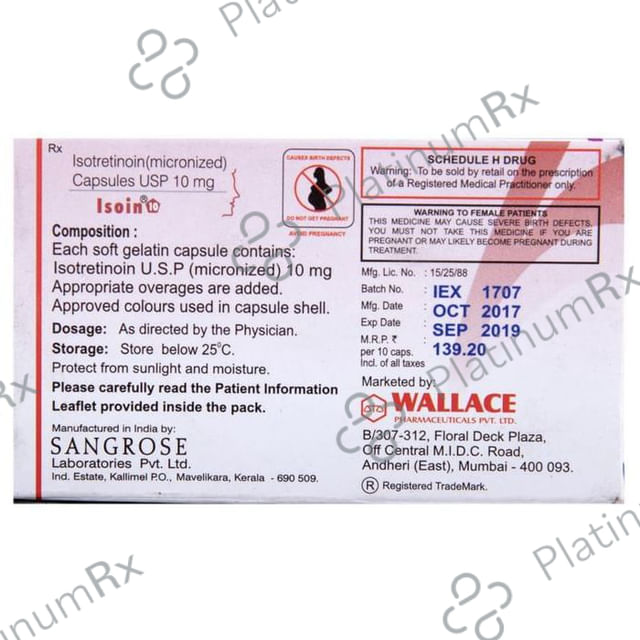 PlatinumRx
Rx
Isotretinoin(micronized)
Capsules USP 10 mg
Isoin® 10
CAUSES BIRTH DEFECTS
DO NOT GET PREGNANT
AVOID PREGNANCY
SCHEDULE H DRUG
Warning: To be sold by retail on the prescription
of a Registered Medical Practitioner only.
WARNING TO FEMALE PATIENTS
THIS MEDICINE MAY CAUSE SEVERE BIRTH DEFECTS.
YOU MUST NOT TAKE THIS MEDICINE IF YOU ARE
PREGNANT OR MAY LIKELY BECOME PREGNANT DURING
TREATMENT.
Composition :
Each soft gelatin capsule contains:
Isotretinoin U.S.P (micronized) 10 mg
Appropriate overages are added.
Approved colours used in capsule shell.
Dosage: As directed by the Physician.
Storage: Store below 25°C.
Protect from sunlight and moisture.
Please carefully read the Patient Information
Leaflet provided inside the pack.
Manufactured in India by:
SANGROSE
Laboratories Pvt. Ltd.
Ind. Estate, Kallimel P.O., Mavelikara, Kerala - 690 509.
Mfg. Lic. No. : 15/25/88
Batch No. : IEX 1707
Mfg. Date : OCT 2017
Exp Date : SEP 2019
M.R.P. ₹ : 139.20
per 10 caps.
Incl. of all taxes
Marketed by:
WALLACE
PHARMACEUTICALS PVT. LTD.
B/307-312, Floral Deck Plaza,
Off Central M.I.D.C. Road,
Andheri (East), Mumbai - 400 093.
® Registered TradeMark.
PlatinumRx
PlatinumRx
PlatinumRx
PlatinumRx